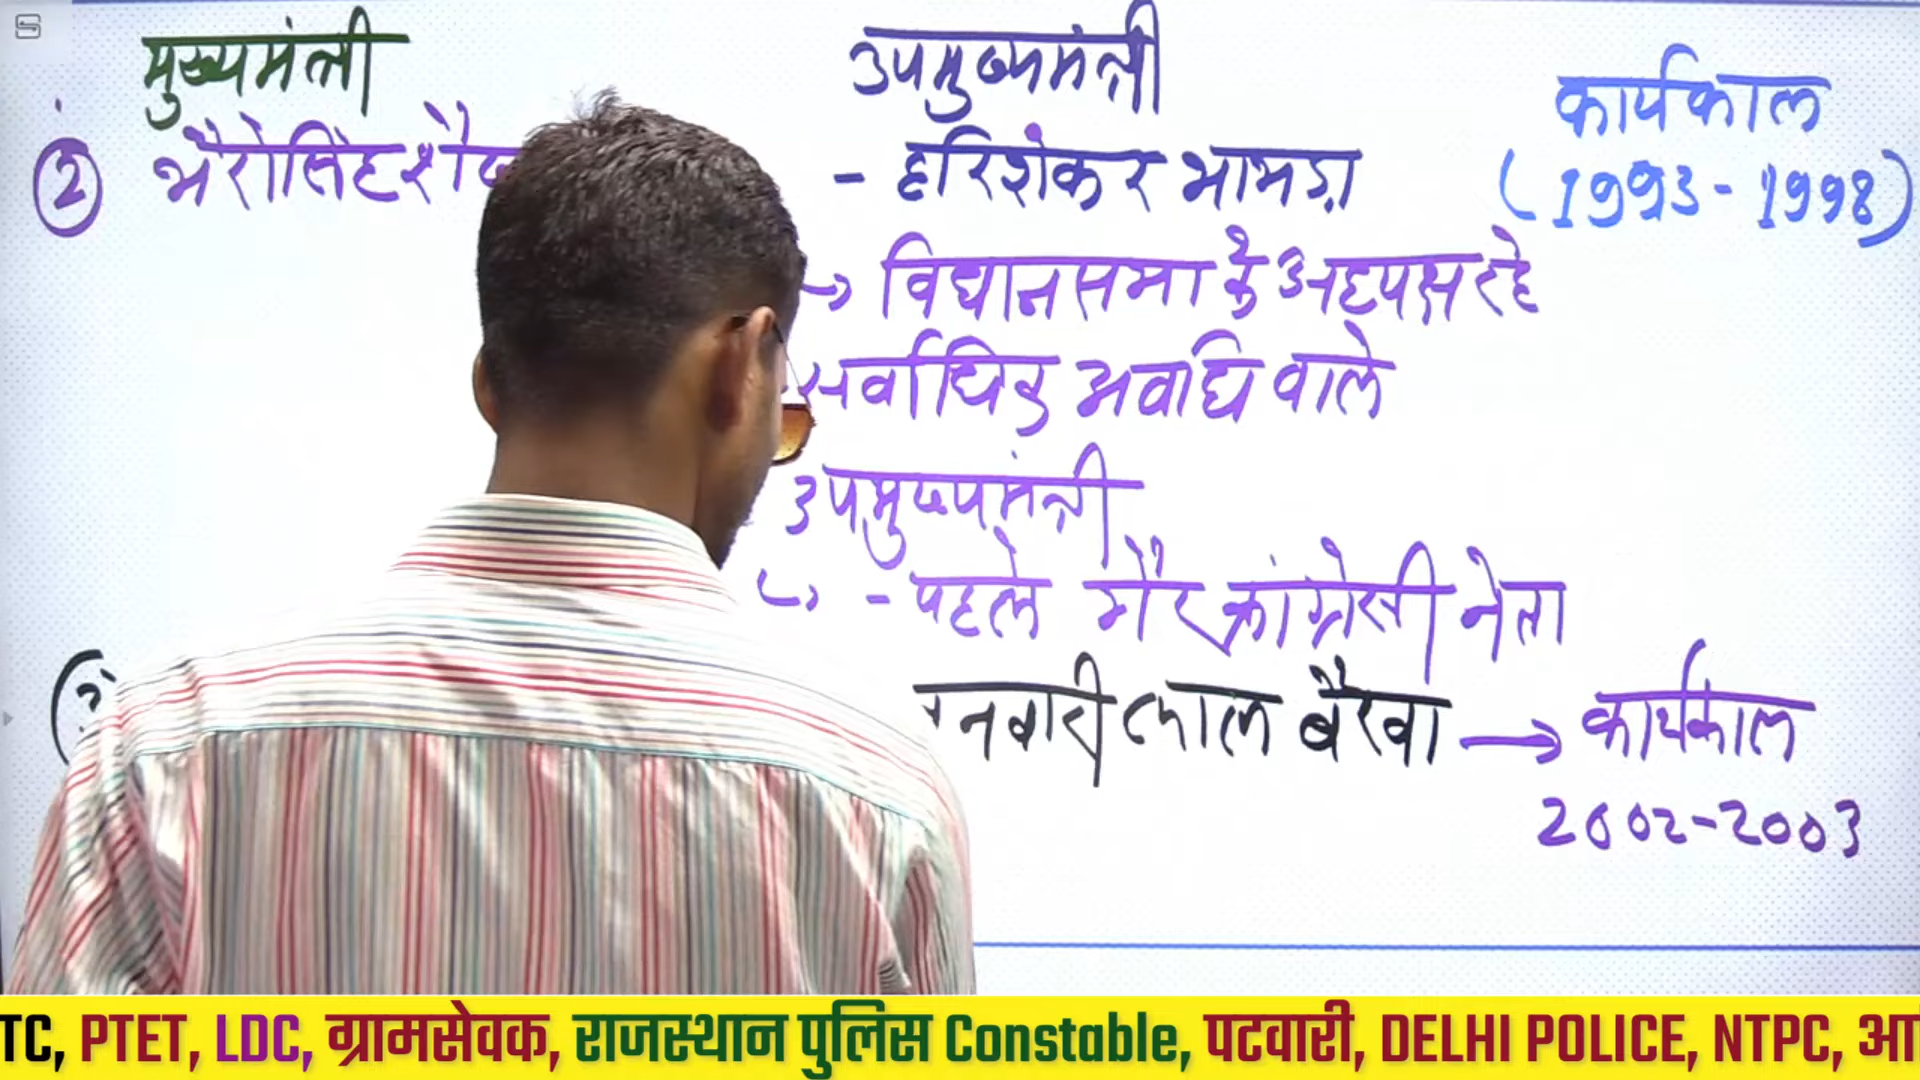 मुख्यमंत्री उपमुख्यमंत्री कार्यकाल
② भैरोसिंह - हरिशंकर भाभड़ा (1993-1998)
→ विधानसभा के अध्यक्ष रहे
सर्वाधिक अवधि वाले
उपमुख्यमंत्री
↳ - पहले गैर कांग्रेसी नेता
लाल बैरवा → कार्यकाल
2002-2003
TC, PTET, LDC, ग्रामसेवक, राजस्थान पुलिस Constable, पटवारी, DELHI POLICE, NTPC, आ